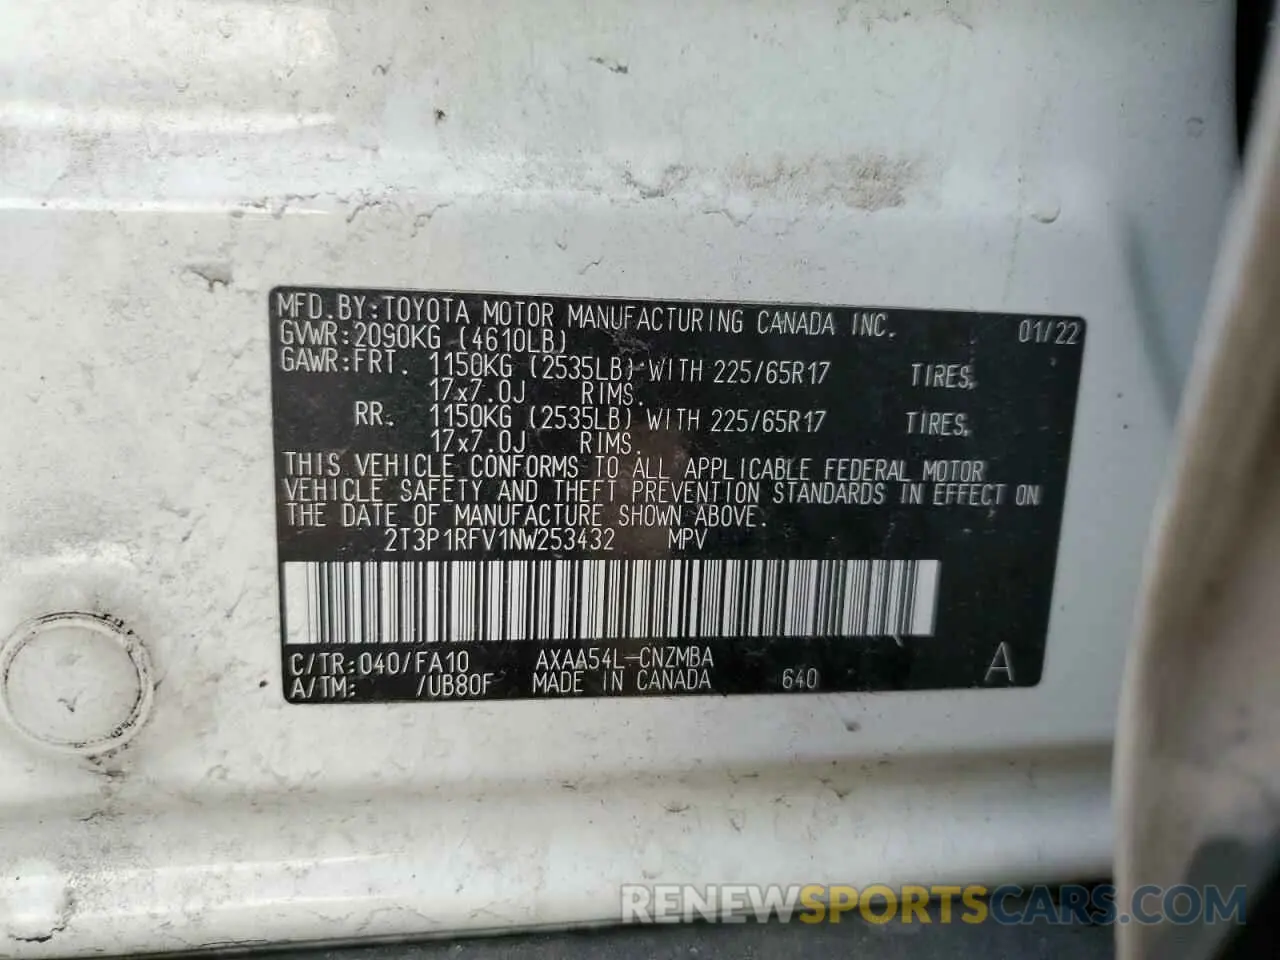 MFD.BY:TOYOTA MOTOR MANUFACTURING CANADA INC. 01/22
GVWR:2090KG (4610LB)
GAWR:FRT. 1150KG (2535LB) WITH 225/65R17 TIRES,
17x7.0J RIMS.
RR. 1150KG (2535LB) WITH 225/65R17 TIRES,
17x7.0J RIMS.
THIS VEHICLE CONFORMS TO ALL APPLICABLE FEDERAL MOTOR
VEHICLE SAFETY AND THEFT PREVENTION STANDARDS IN EFFECT ON
THE DATE OF MANUFACTURE SHOWN ABOVE.
2T3P1RFV1NW253432 MPV
C/TR:040/FA10 AXAA54L-CNZMBA
A/TM: /UB80F MADE IN CANADA 640 A
RENEWSPORTSCARS.COM